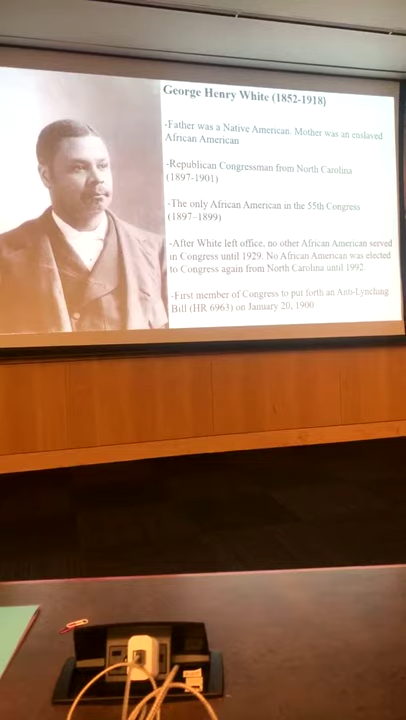 George Henry White (1852-1918)
-Father was a Native American. Mother was an enslaved
African American
-Republican Congressman from North Carolina
(1897-1901)
-The only African American in the 55th Congress
(1897–1899)
-After White left office, no other African American served
in Congress until 1929. No African American was elected
to Congress again from North Carolina until 1992
-First member of Congress to put forth an Anti-Lynching
Bill (HR 6963) on January 20, 1900